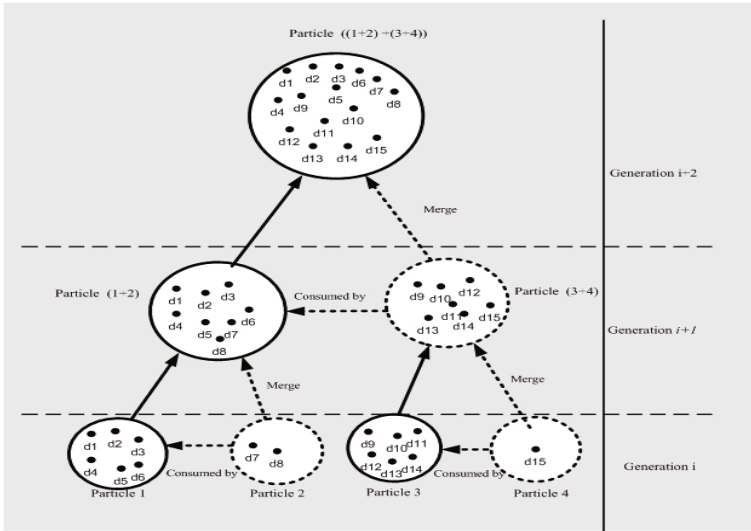 Particle ((1+2) +(3+4))
d1 d2 d3 d6
d7
d5 d8
d4 d9
d10
d11
d12 d15
d13 d14
Generation i+2
Merge
Particle (1+2)
d1 d2 d3
d4 d5 d7 d6
d8
Consumed by
d9 d10 d12
d11 d15
d13 d14
Particle (3+4)
Generation i+1
Merge
Merge
d1 d2 d3
d4 d5 d6
Consumed by
d7 d8
d9 d10 d11
d12 d13 d14
Consumed by
d15
Generation i
Particle 1
Particle 2
Particle 3
Particle 4